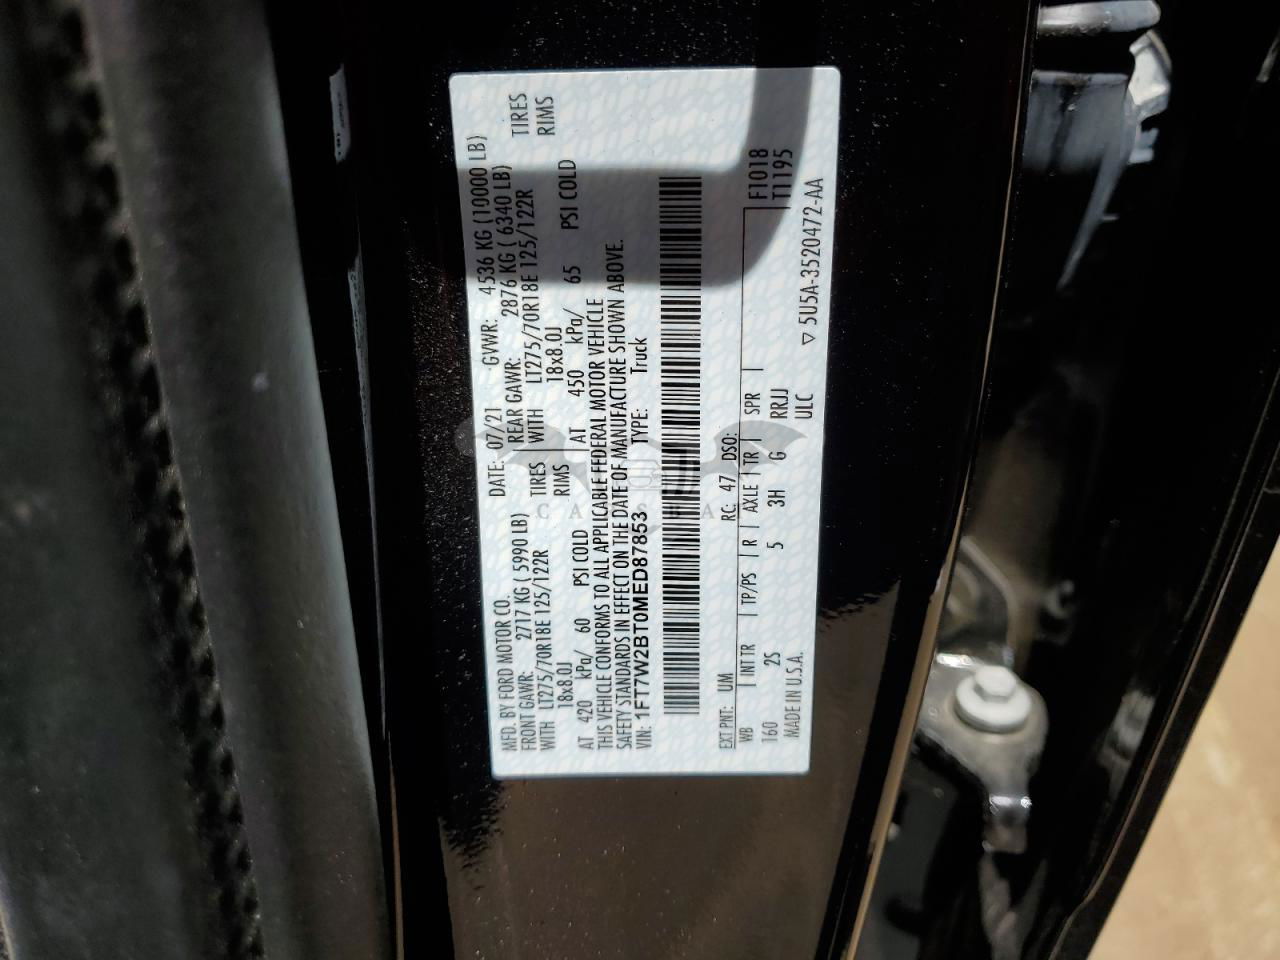 MFD. BY FORD MOTOR CO.
DATE: 07/21
GVWR: 4536 KG (10000 LB)
FRONT GAWR: 2717 KG ( 5990 LB)
REAR GAWR: 2876 KG ( 6340 LB)
WITH LT275/70R18E 125/122R TIRES
WITH LT275/70R18E 125/122R TIRES
18x8.0J RIMS
18x8.0J RIMS
AT 420 kPa/ 60 PSI COLD
AT 450 kPa/ 65 PSI COLD
THIS VEHICLE CONFORMS TO ALL APPLICABLE FEDERAL MOTOR VEHICLE
SAFETY STANDARDS IN EFFECT ON THE DATE OF MANUFACTURE SHOWN ABOVE.
VIN: 1FT7W2BT0MED87853 TYPE: Truck
F1018
T1195
EXT PNT: UM RC: 47 DSO:
WB INT TR TP/PS R AXLE TR SPR
160 2S 5 3H G RRJJ
MADE IN U.S.A. ULC
▽ 5U5A-3520472-AA